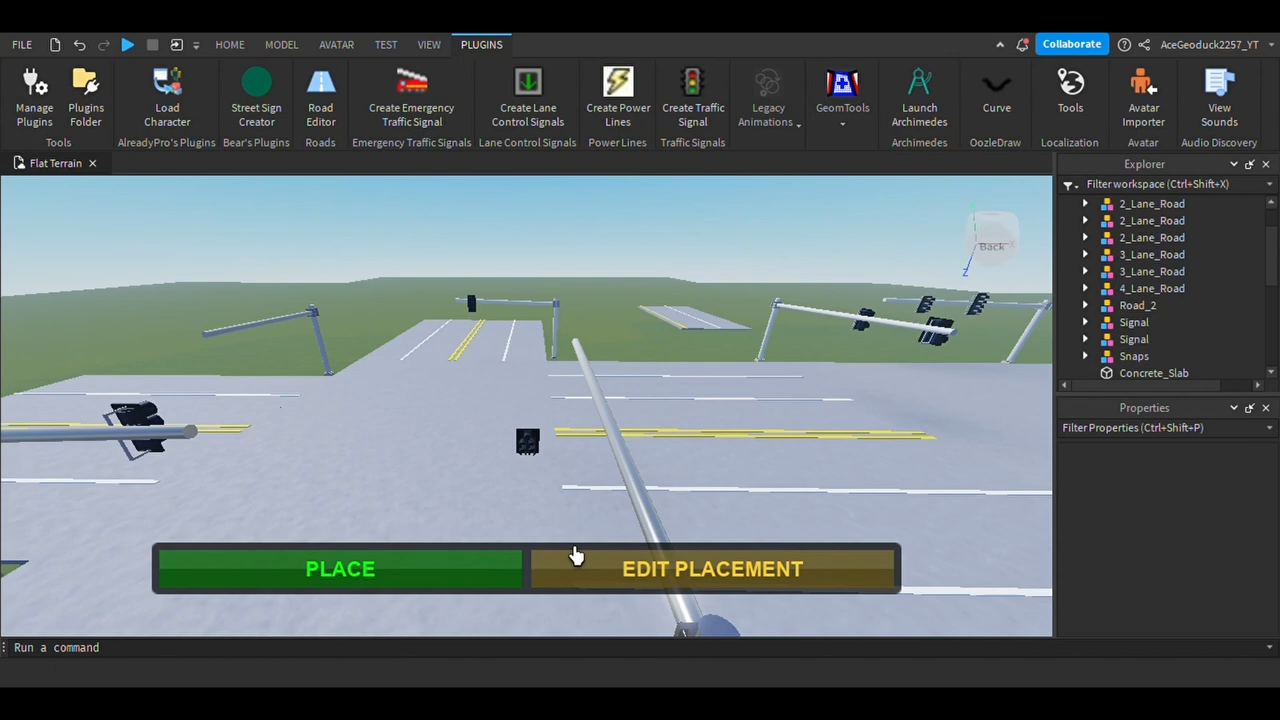 FILE
HOME
MODEL
AVATAR
TEST
VIEW
PLUGINS
Collaborate
AceGeoduck2257_YT
Manage
Plugins
Plugins
Folder
Load
Character
Street Sign
Creator
Road
Editor
Create Emergency
Traffic Signal
Create Lane
Control Signals
Create Power
Lines
Create Traffic
Signal
Legacy
Animations
GeomTools
Launch
Archimedes
Curve
Tools
Avatar
Importer
View
Sounds
Tools
AlreadyPro's Plugins
Bear's Plugins
Roads
Emergency Traffic Signals
Lane Control Signals
Power Lines
Traffic Signals
Archimedes
OozleDraw
Localization
Avatar
Audio Discovery
Flat Terrain
Explorer
Filter workspace (Ctrl+Shift+X)
2_Lane_Road
2_Lane_Road
2_Lane_Road
3_Lane_Road
3_Lane_Road
4_Lane_Road
Road_2
Signal
Signal
Snaps
Concrete_Slab
Properties
Filter Properties (Ctrl+Shift+P)
Back
X
Z
PLACE
EDIT PLACEMENT
Run a command